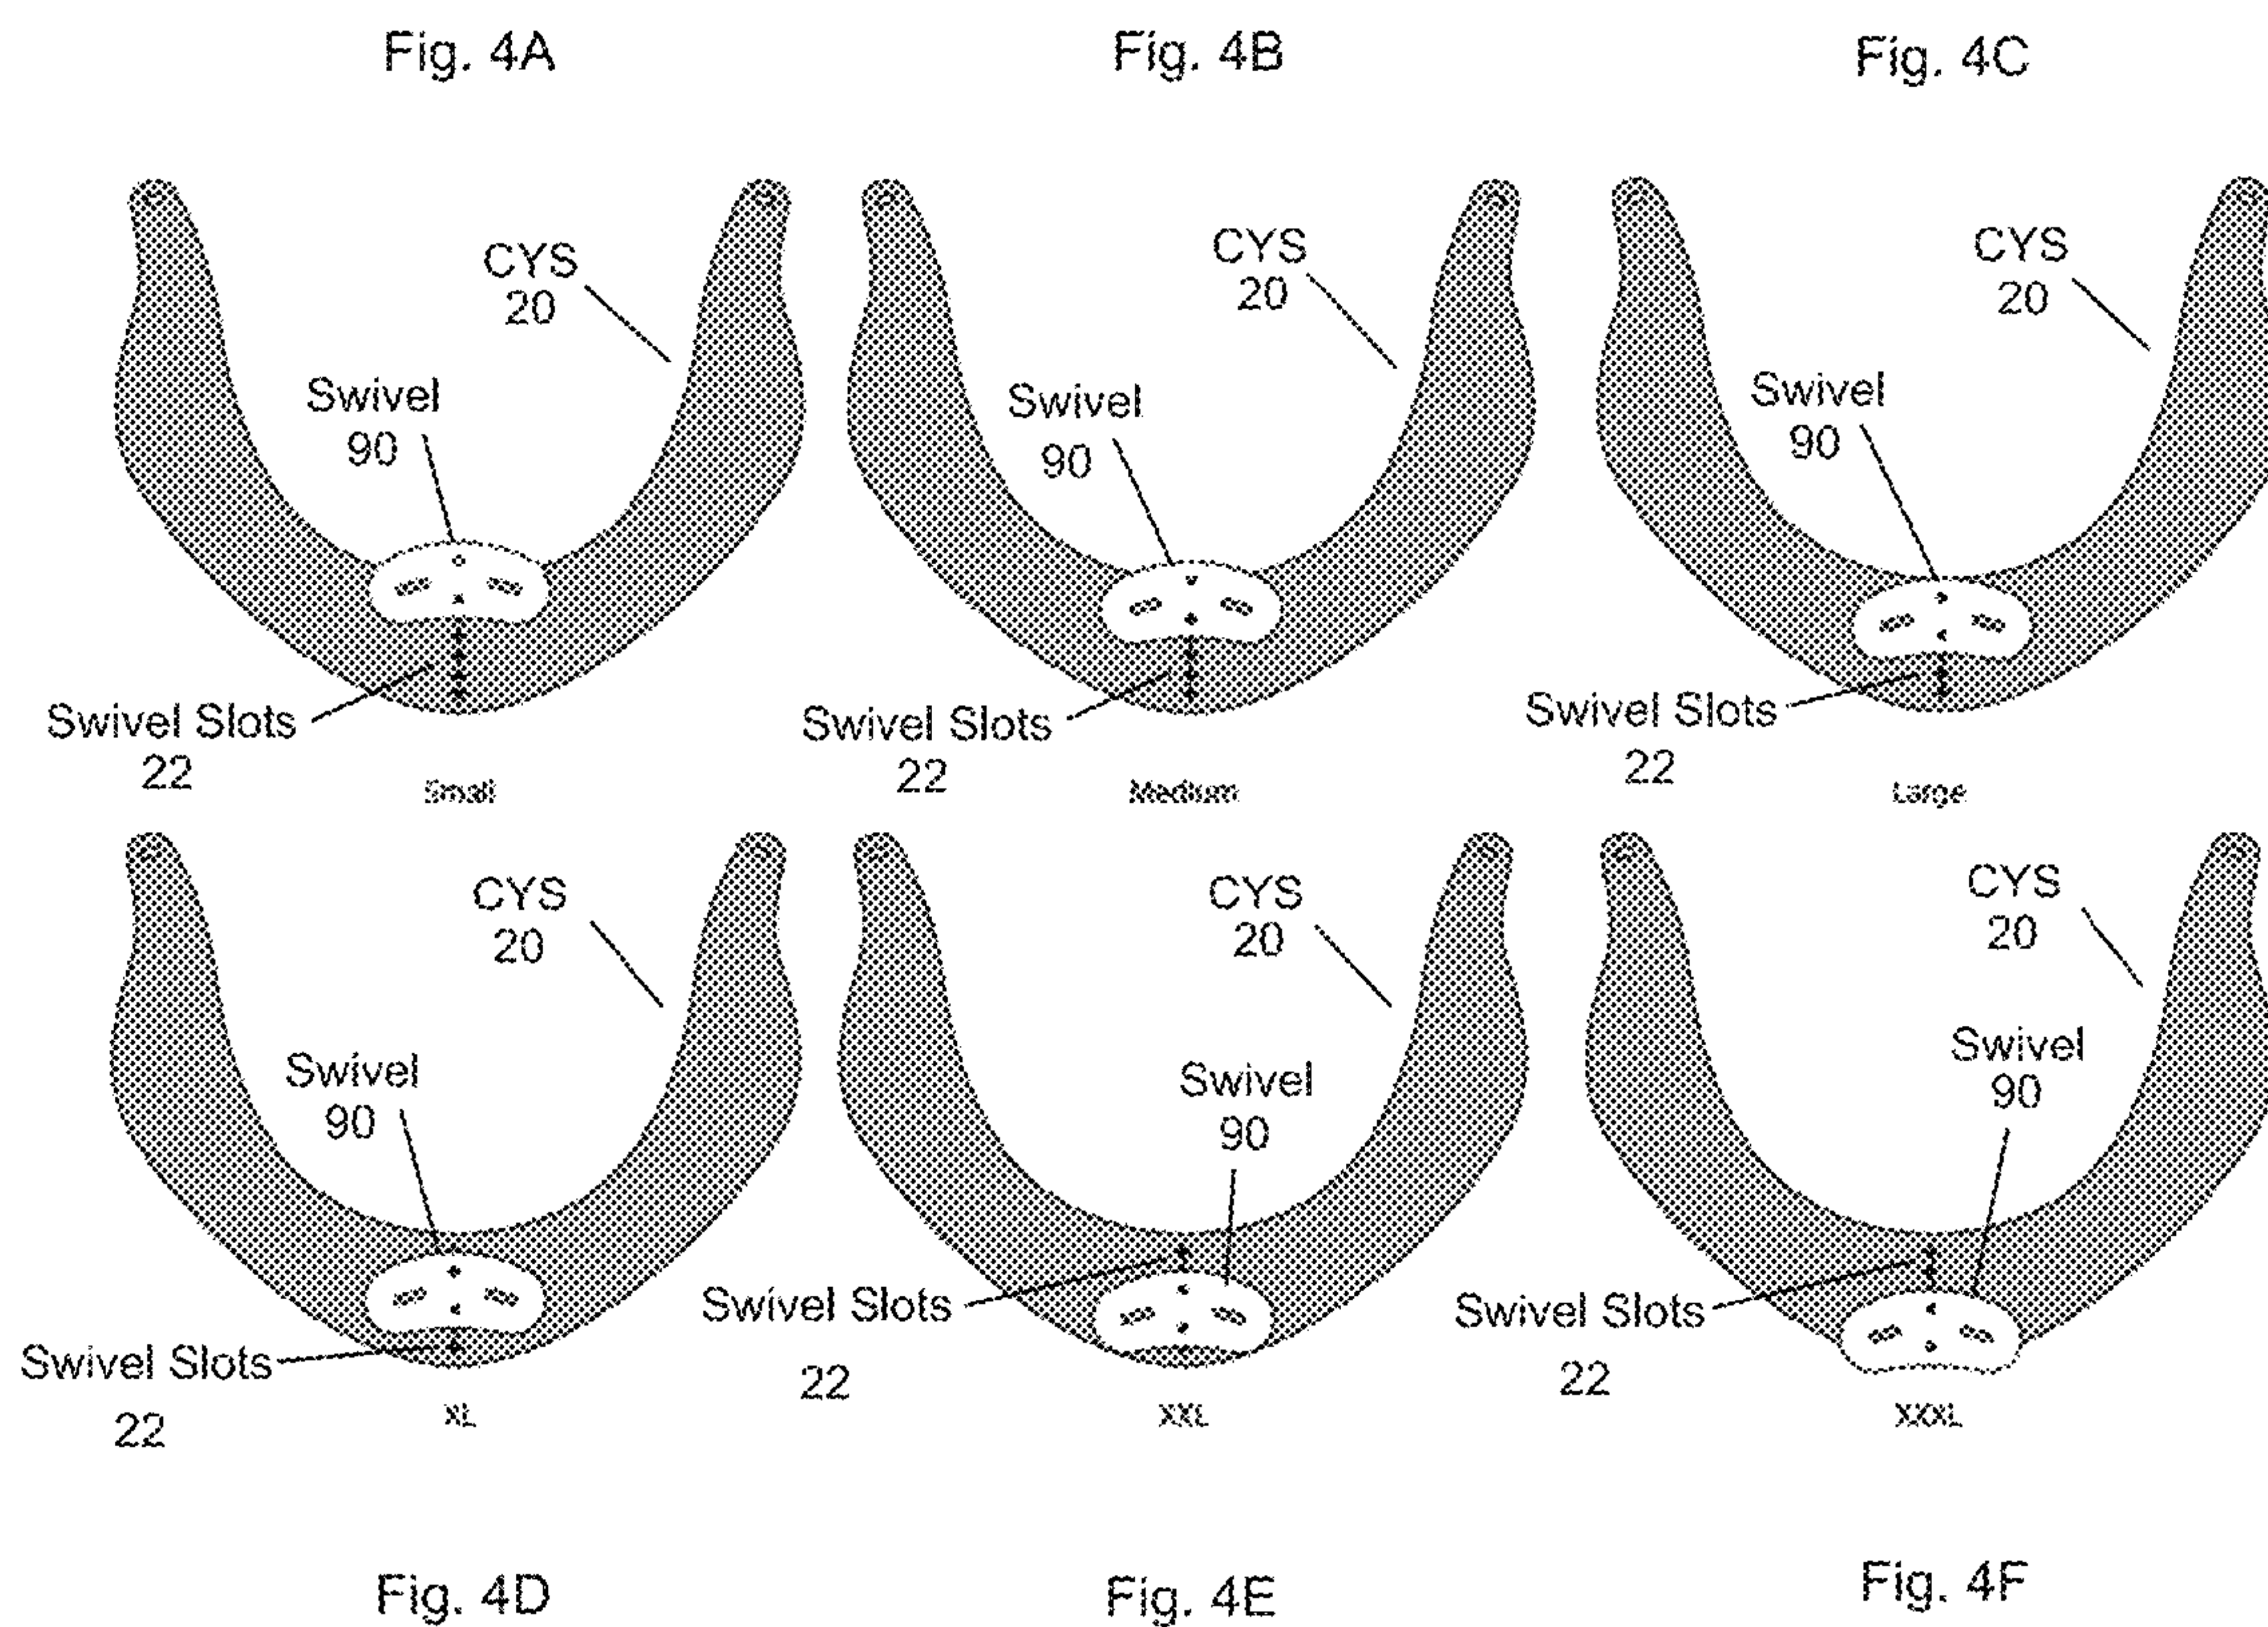 Fig. 4A
Fig. 4B
Fig. 4C
CYS
20
Swivel
90
Swivel Slots
22
Small
CYS
20
Swivel
90
Swivel Slots
22
Medium
CYS
20
Swivel
90
Swivel Slots
22
Large
CYS
20
Swivel
90
Swivel Slots
22
XL
CYS
20
Swivel
90
Swivel Slots
22
XXL
CYS
20
Swivel
90
Swivel Slots
22
XXXL
Fig. 4D
Fig. 4E
Fig. 4F